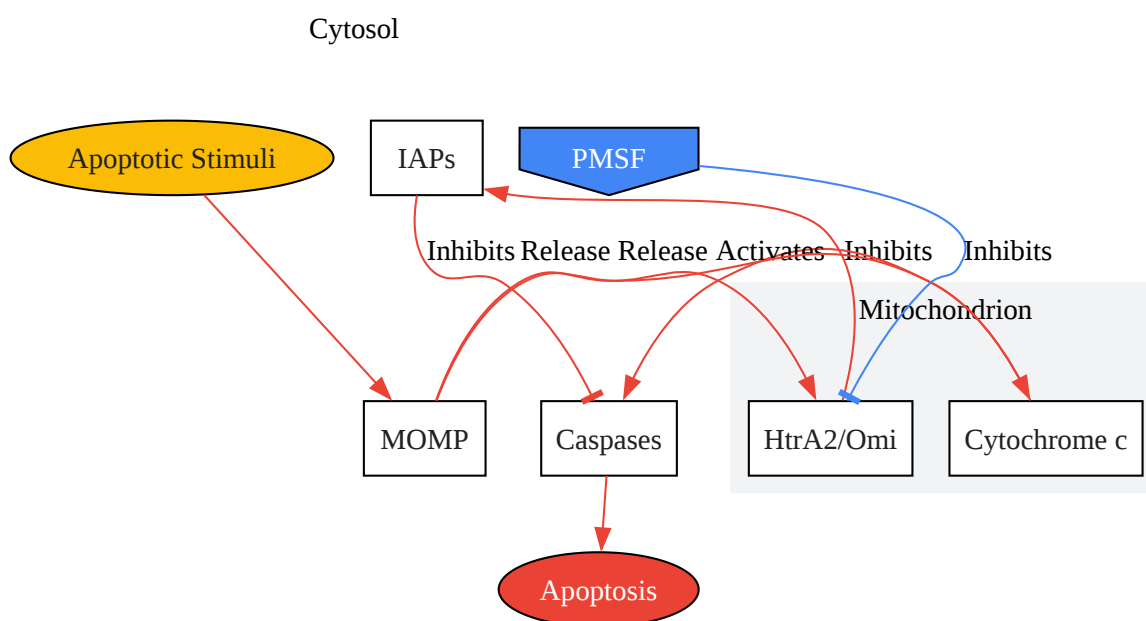 Cytosol
Apoptotic Stimuli
IAPs
PMSF
Inhibits
Release
Release
Activates
Inhibits
Inhibits
Mitochondrion
MOMP
Caspases
HtrA2/Omi
Cytochrome c
Apoptosis